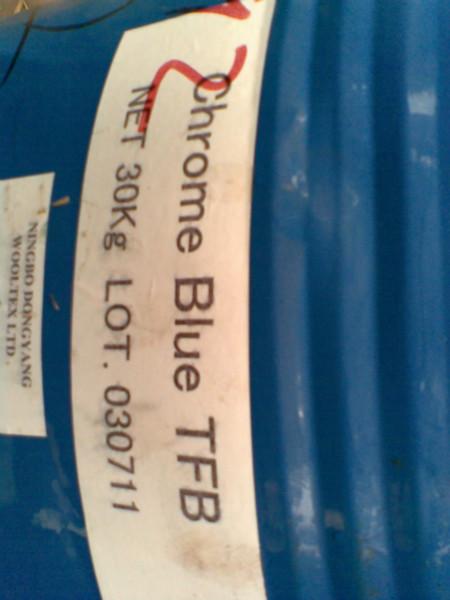 Chrome Blue TFB
NET 30Kg LOT. 030711
NINGBO DONGYANG
WOOLTEX LTD.